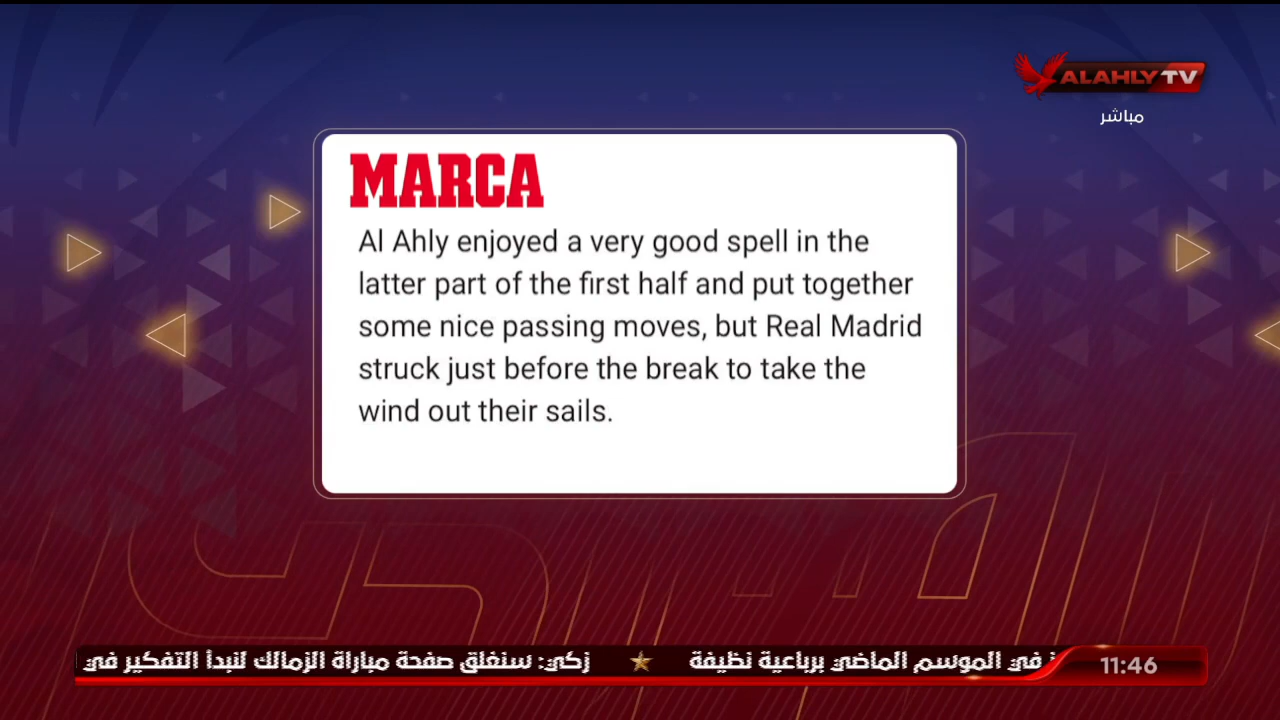 ALAHLY TV
مباشر
MARCA
Al Ahly enjoyed a very good spell in the
latter part of the first half and put together
some nice passing moves, but Real Madrid
struck just before the break to take the
wind out their sails.
في الموسم الماضي برباعية نظيفة
زكي: سنغلق صفحة مباراة الزمالك لنبدأ التفكير في
11:46